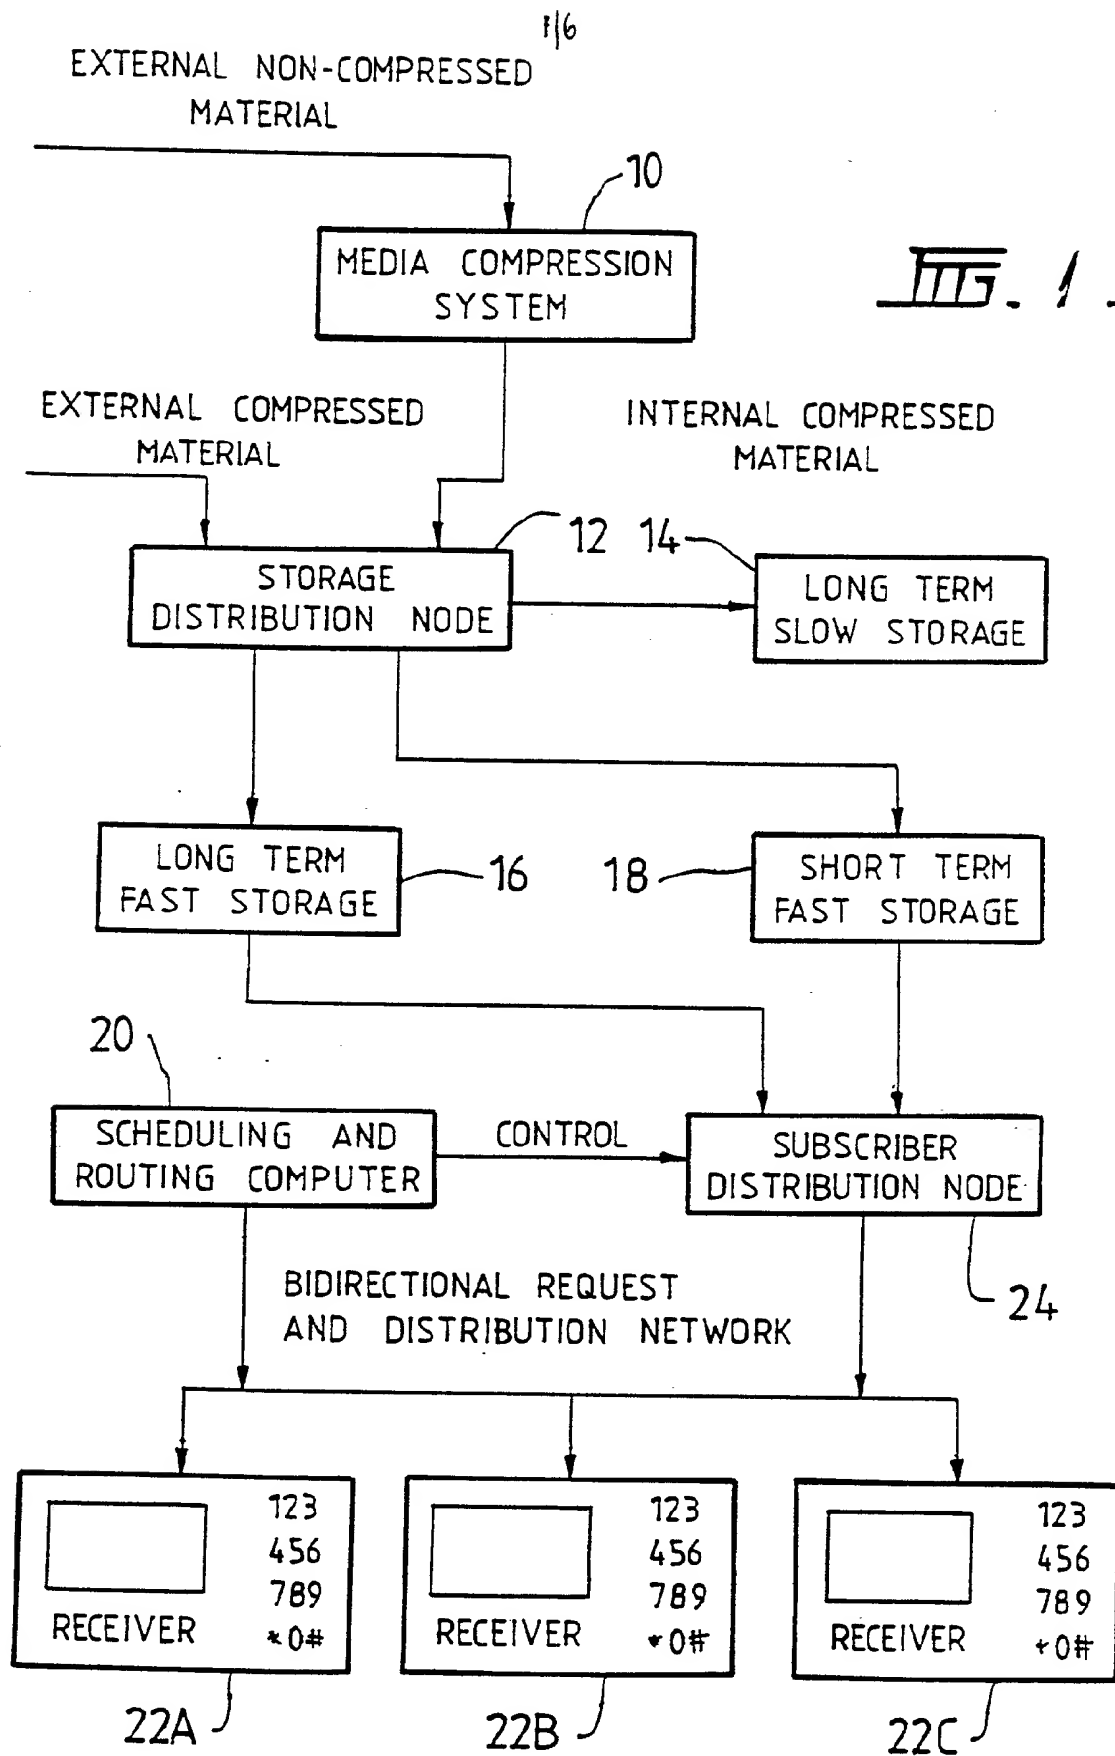 1/6
EXTERNAL NON-COMPRESSED
MATERIAL
10
MEDIA COMPRESSION
SYSTEM
FIG. 1.
EXTERNAL COMPRESSED
MATERIAL
INTERNAL COMPRESSED
MATERIAL
12
14
STORAGE
DISTRIBUTION NODE
LONG TERM
SLOW STORAGE
LONG TERM
FAST STORAGE
16
18
SHORT TERM
FAST STORAGE
20
SCHEDULING AND
ROUTING COMPUTER
CONTROL
SUBSCRIBER
DISTRIBUTION NODE
24
BIDIRECTIONAL REQUEST
AND DISTRIBUTION NETWORK
123
456
789
*0#
RECEIVER
22A
123
456
789
*0#
RECEIVER
22B
123
456
789
*0#
RECEIVER
22C